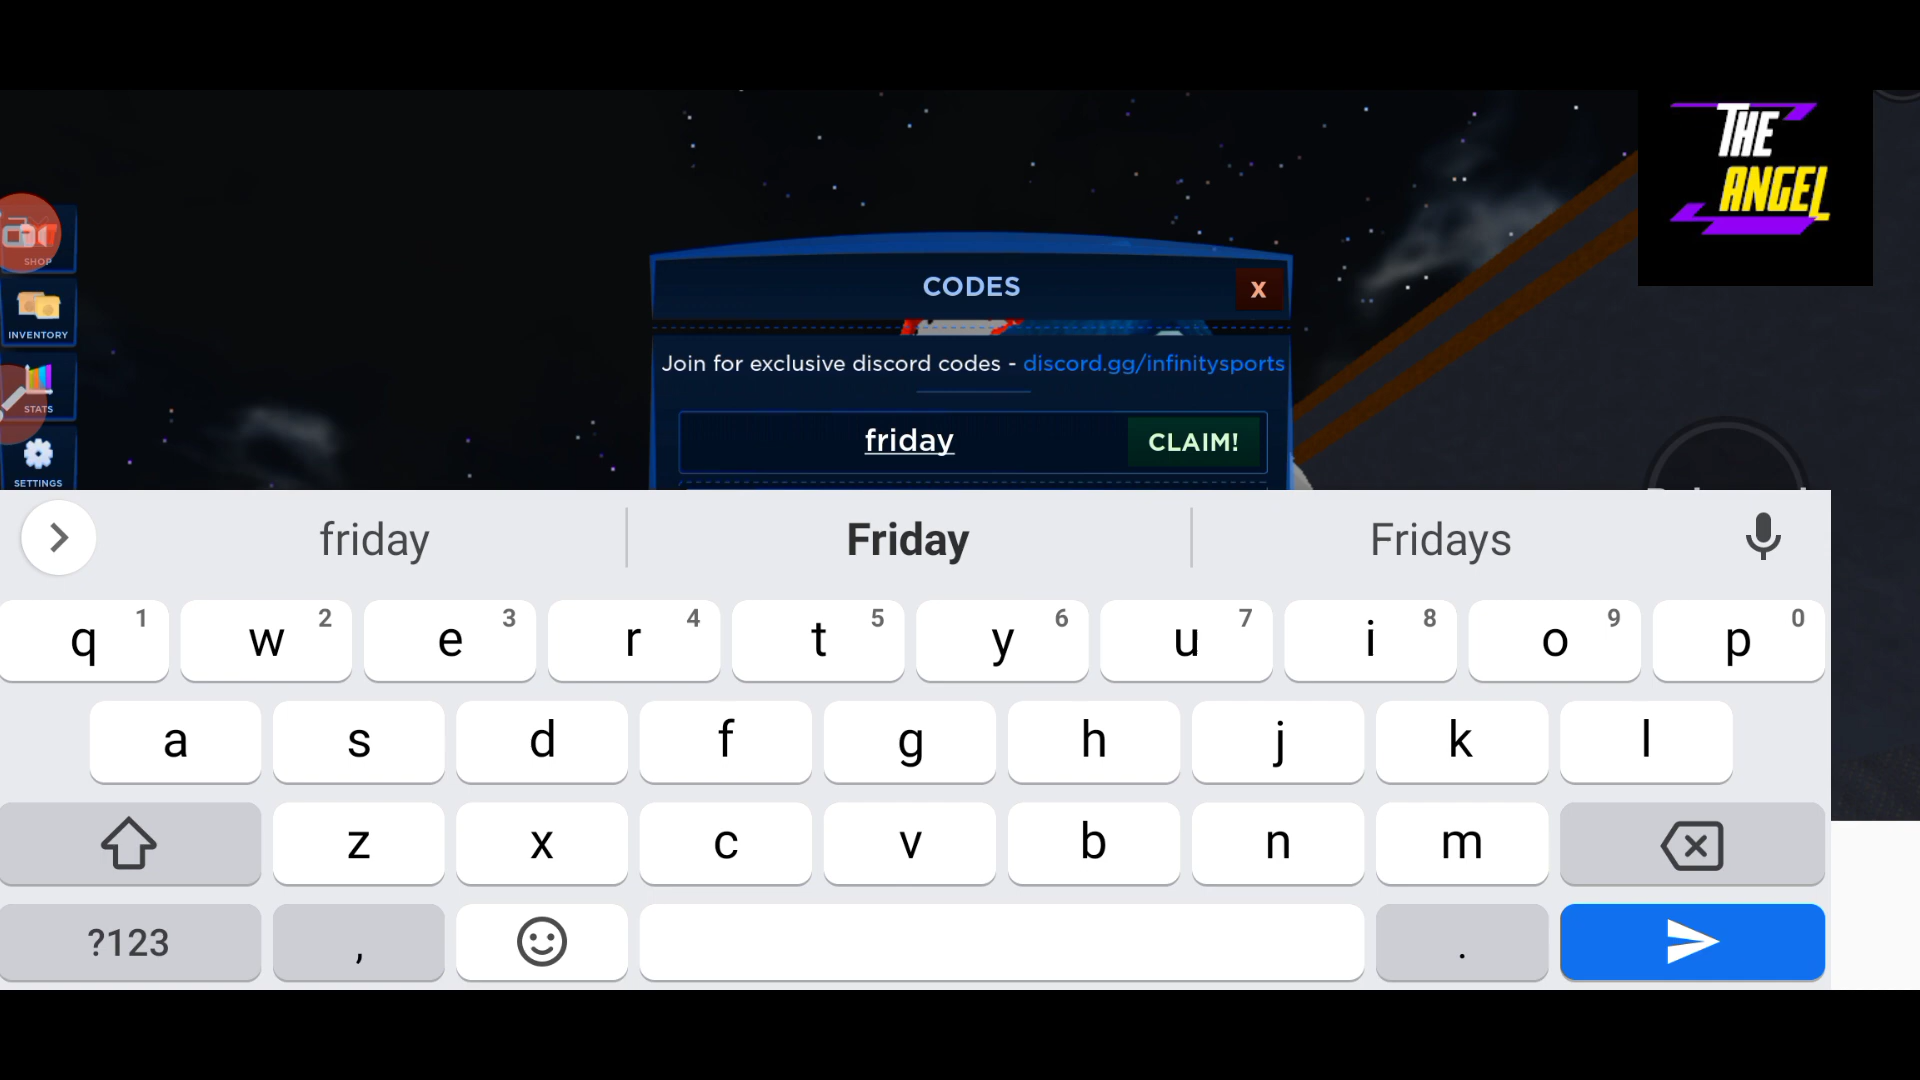 THE
ANGEL
SHOP
INVENTORY
STATS
SETTINGS
CODES
X
Join for exclusive discord codes - discord.gg/infinitysports
friday
CLAIM!
friday
Friday
Fridays
q 1 w 2 e 3 r 4 t 5 y 6 u 7 i 8 o 9 p 0
a s d f g h j k l
z x c v b n m
?123 , .